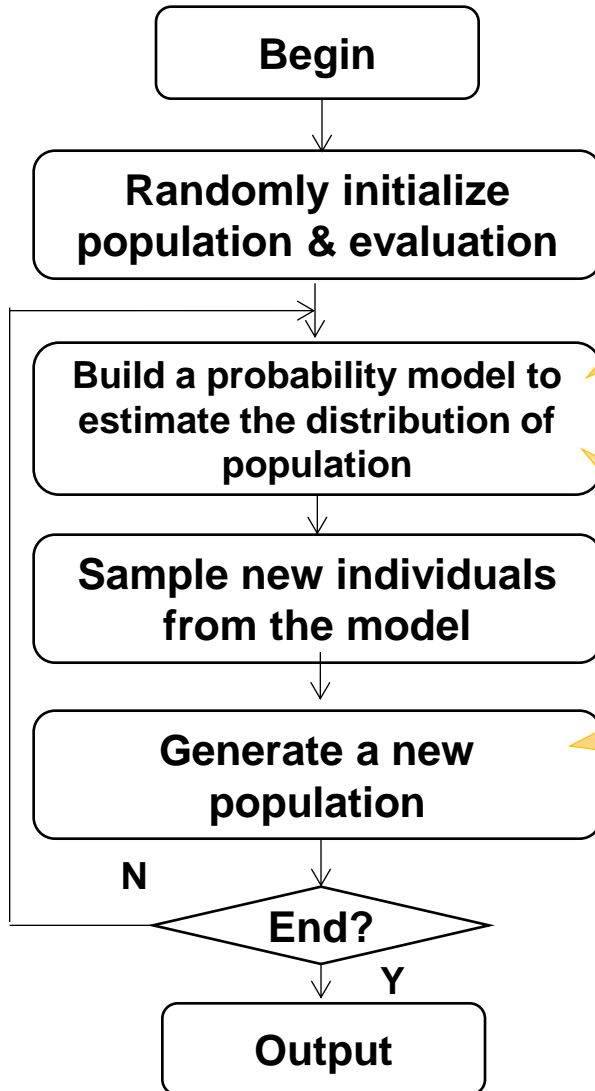 Begin
Randomly initialize
population & evaluation
Build a probability model to
estimate the distribution of
population
Sample new individuals
from the model
Generate a new
population
N
End?
Y
Output